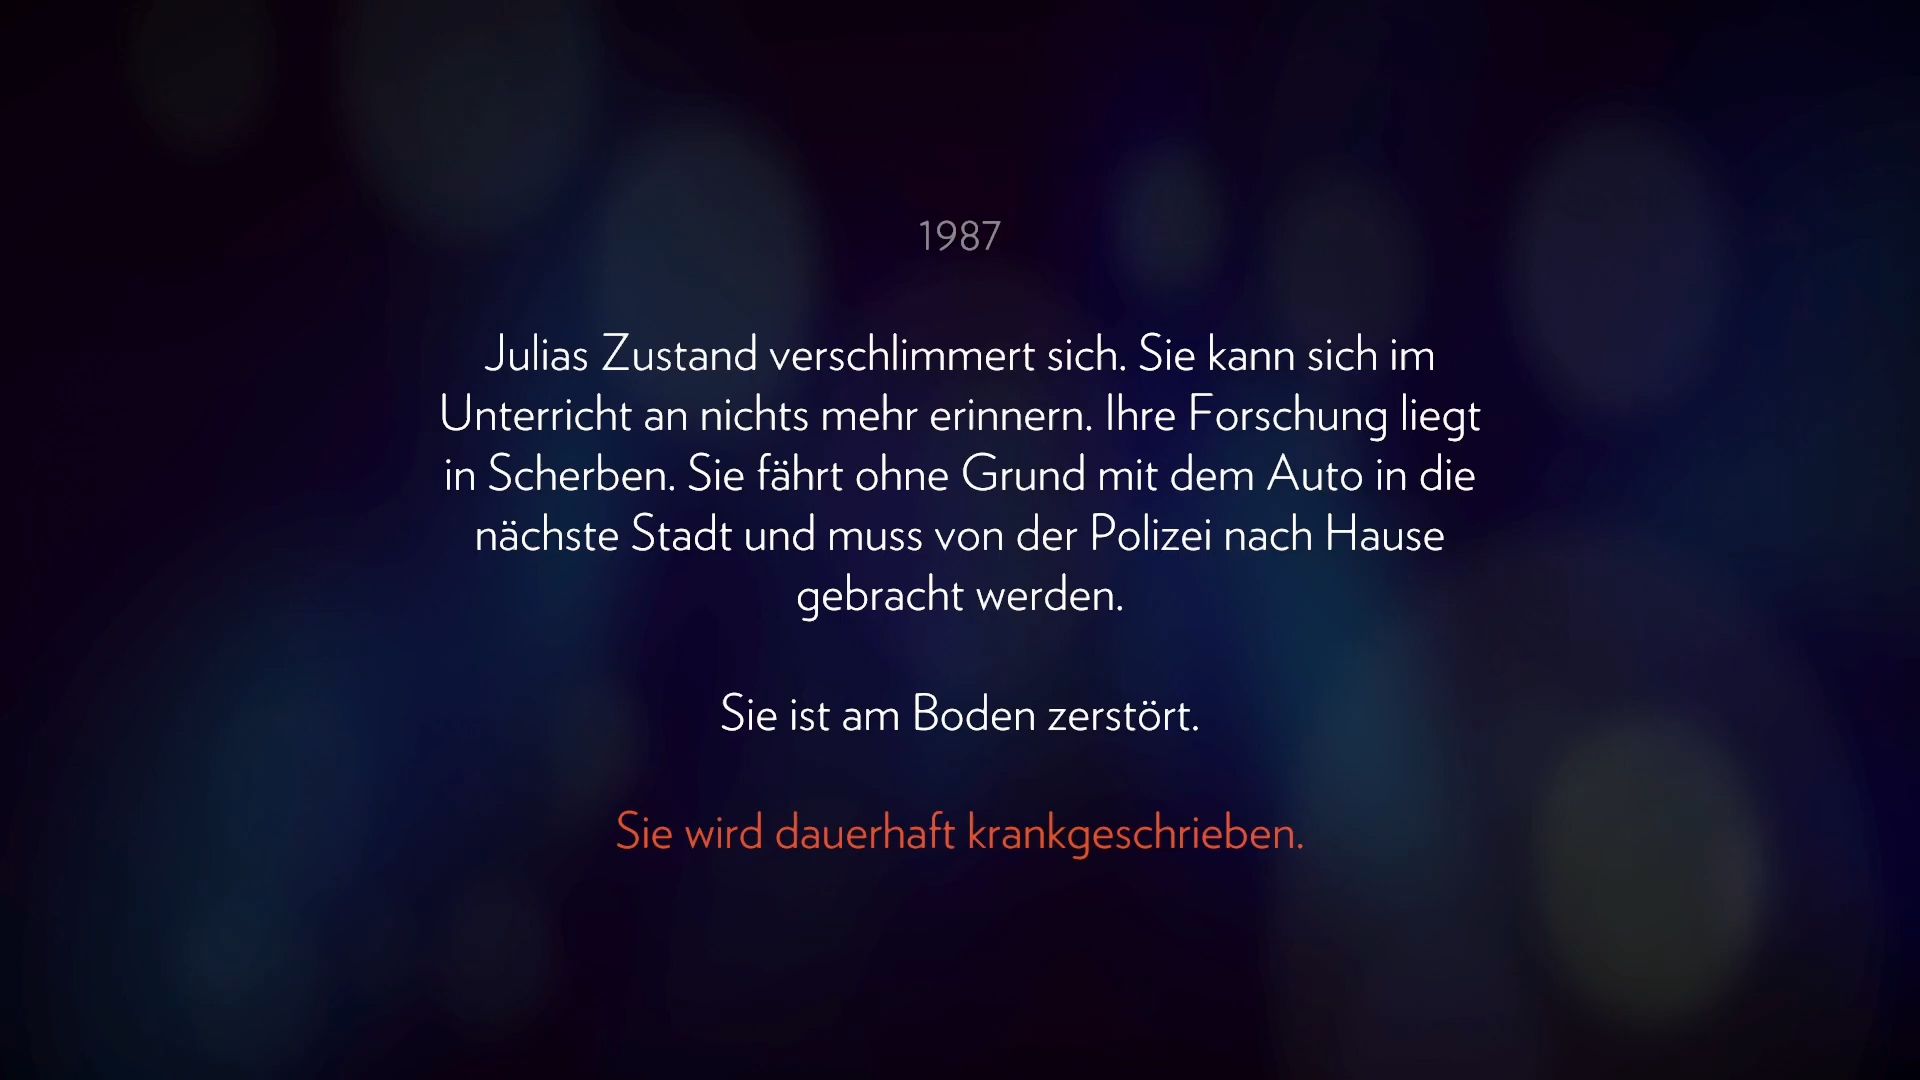 1987
Julias Zustand verschlimmert sich. Sie kann sich im
Unterricht an nichts mehr erinnern. Ihre Forschung liegt
in Scherben. Sie fährt ohne Grund mit dem Auto in die
nächste Stadt und muss von der Polizei nach Hause
gebracht werden.
Sie ist am Boden zerstört.
Sie wird dauerhaft krankgeschrieben.